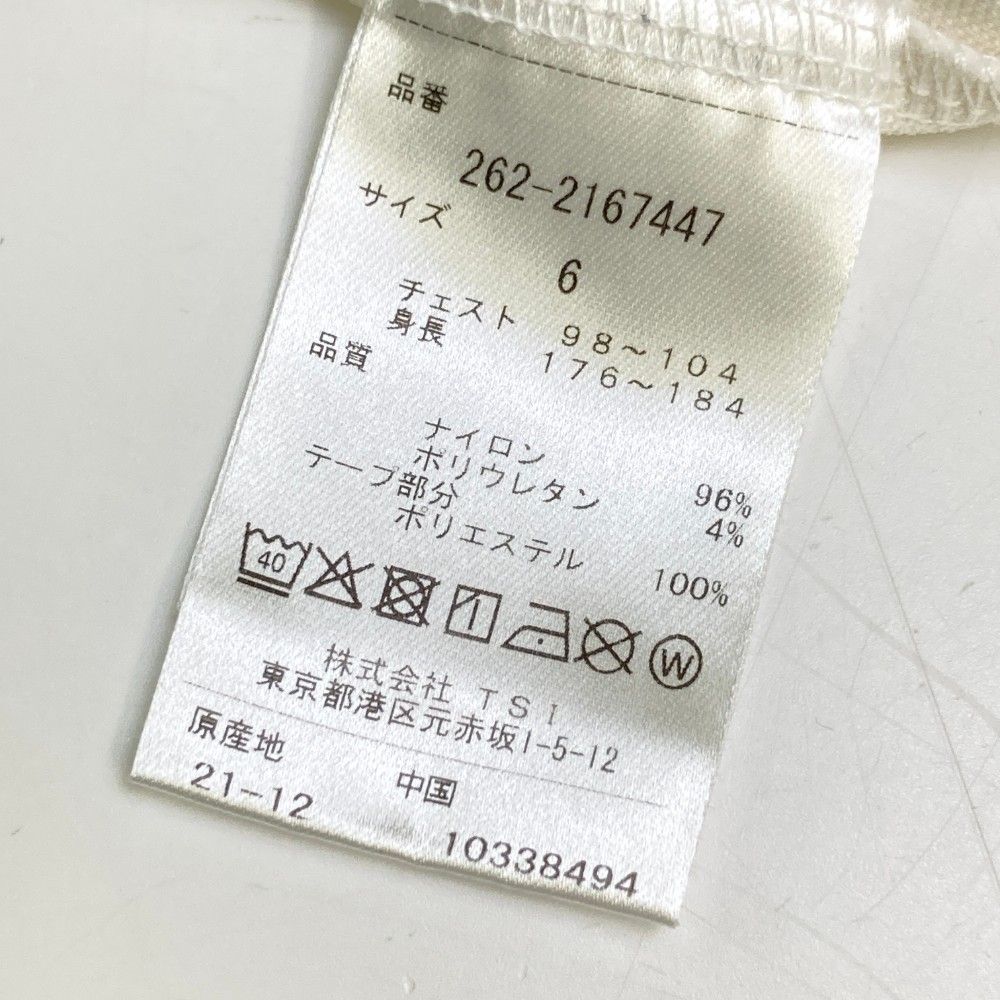 品番
262-2167447
サイズ
6
チェスト 98～104
身長 176～184
品質
ナイロン 96%
ポリウレタン 4%
テープ部分
ポリエステル 100%
40
W
株式会社 TSI
東京都港区元赤坂1-5-12
原産地 中国
21-12 10338494